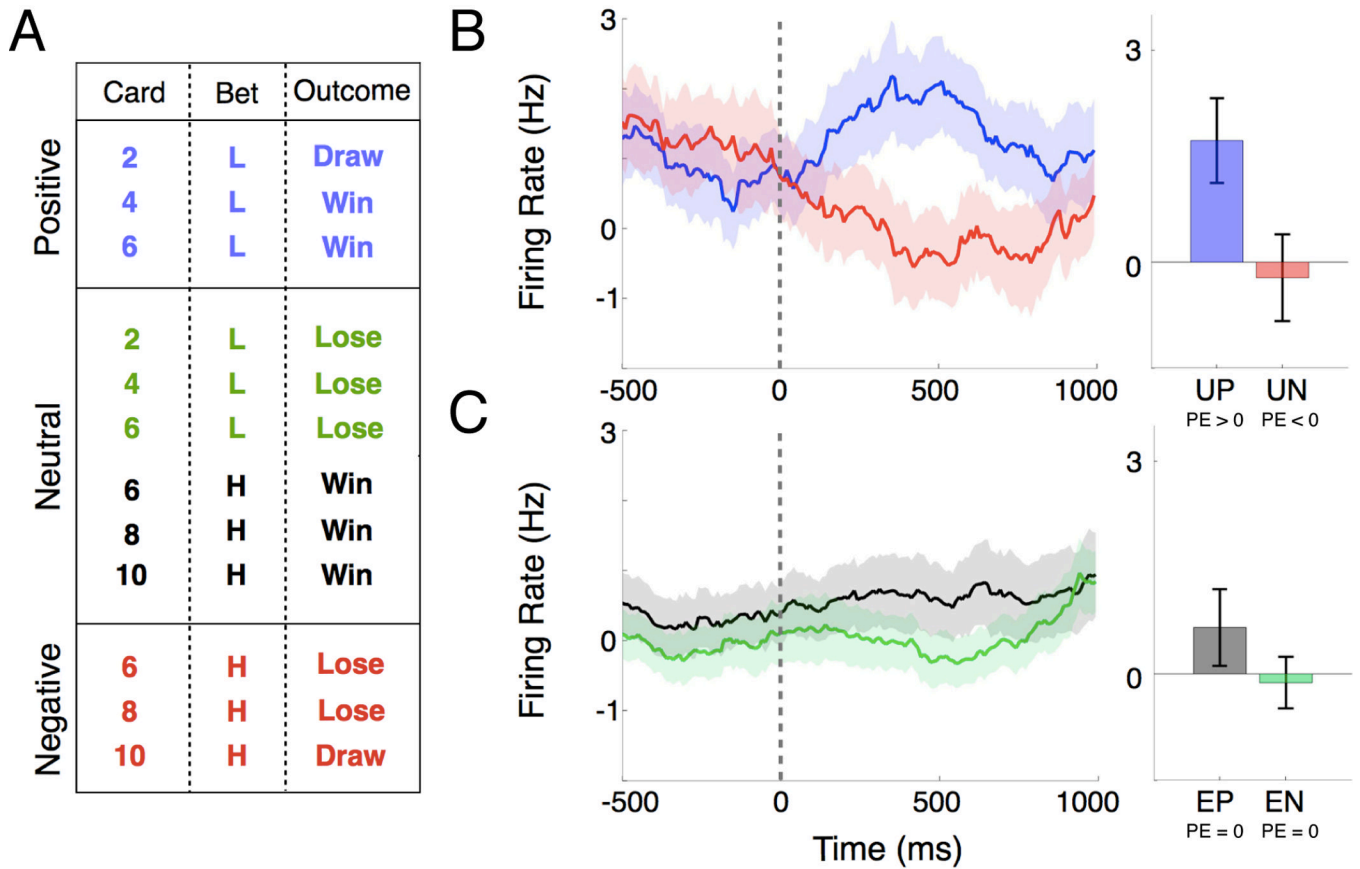 A
Card Bet Outcome
Positive
2 L Draw
4 L Win
6 L Win
Neutral
2 L Lose
4 L Lose
6 L Lose
6 H Win
8 H Win
10 H Win
Negative
6 H Lose
8 H Lose
10 H Draw
B
Firing Rate (Hz)
3
0
-1
-500 0 500 1000
3
0
UP UN
PE > 0 PE < 0
C
Firing Rate (Hz)
3
0
-1
-500 0 500 1000
Time (ms)
3
0
EP EN
PE = 0 PE = 0